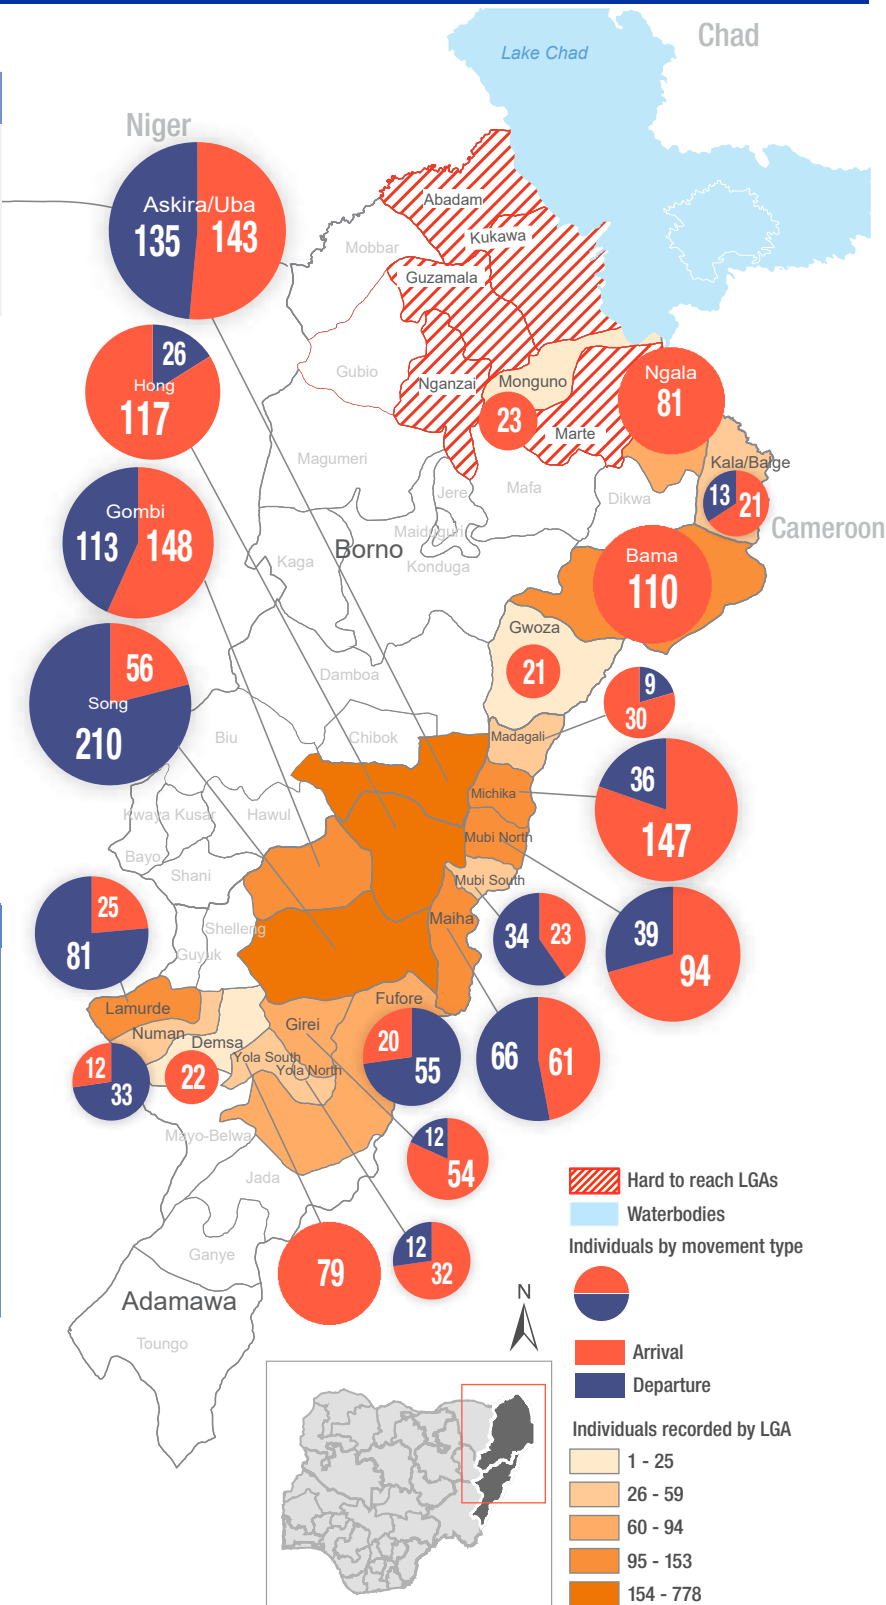 Chad
Lake Chad
Niger
Askira/Uba
135 143
Abadam
Kukawa
Mobbar
Guzamala
26
Hong
117
Gubio
Nganzai
Monguno
23
Marte
Ngala
81
Magumeri
Jere
Mafa
Dikwa
Kala/Balge
13 21
Cameroon
Gombi
113 148
Maiduguri
Borno
Kaga
Konduga
Bama
110
Gwoza
21
56
Song
210
Damboa
9
30
Biu
Chibok
Madagali
36
147
Michika
Kwaya Kusar
Hawul
Mubi North
Bayo
Shani
Mubi South
25
81
Shelleng
Guyuk
Maiha
34 23
39
94
Lamurde
Numan
Demsa
Girei
Fufore
20
55
66 61
12
33
22
Yola South
Yola North
Mayo-Belwa
12
54
Jada
Ganye
79
12
32
Adamawa
Toungo
N
Hard to reach LGAs
Waterbodies
Individuals by movement type
Arrival
Departure
Individuals recorded by LGA
1 - 25
26 - 59
60 - 94
95 - 153
154 - 778